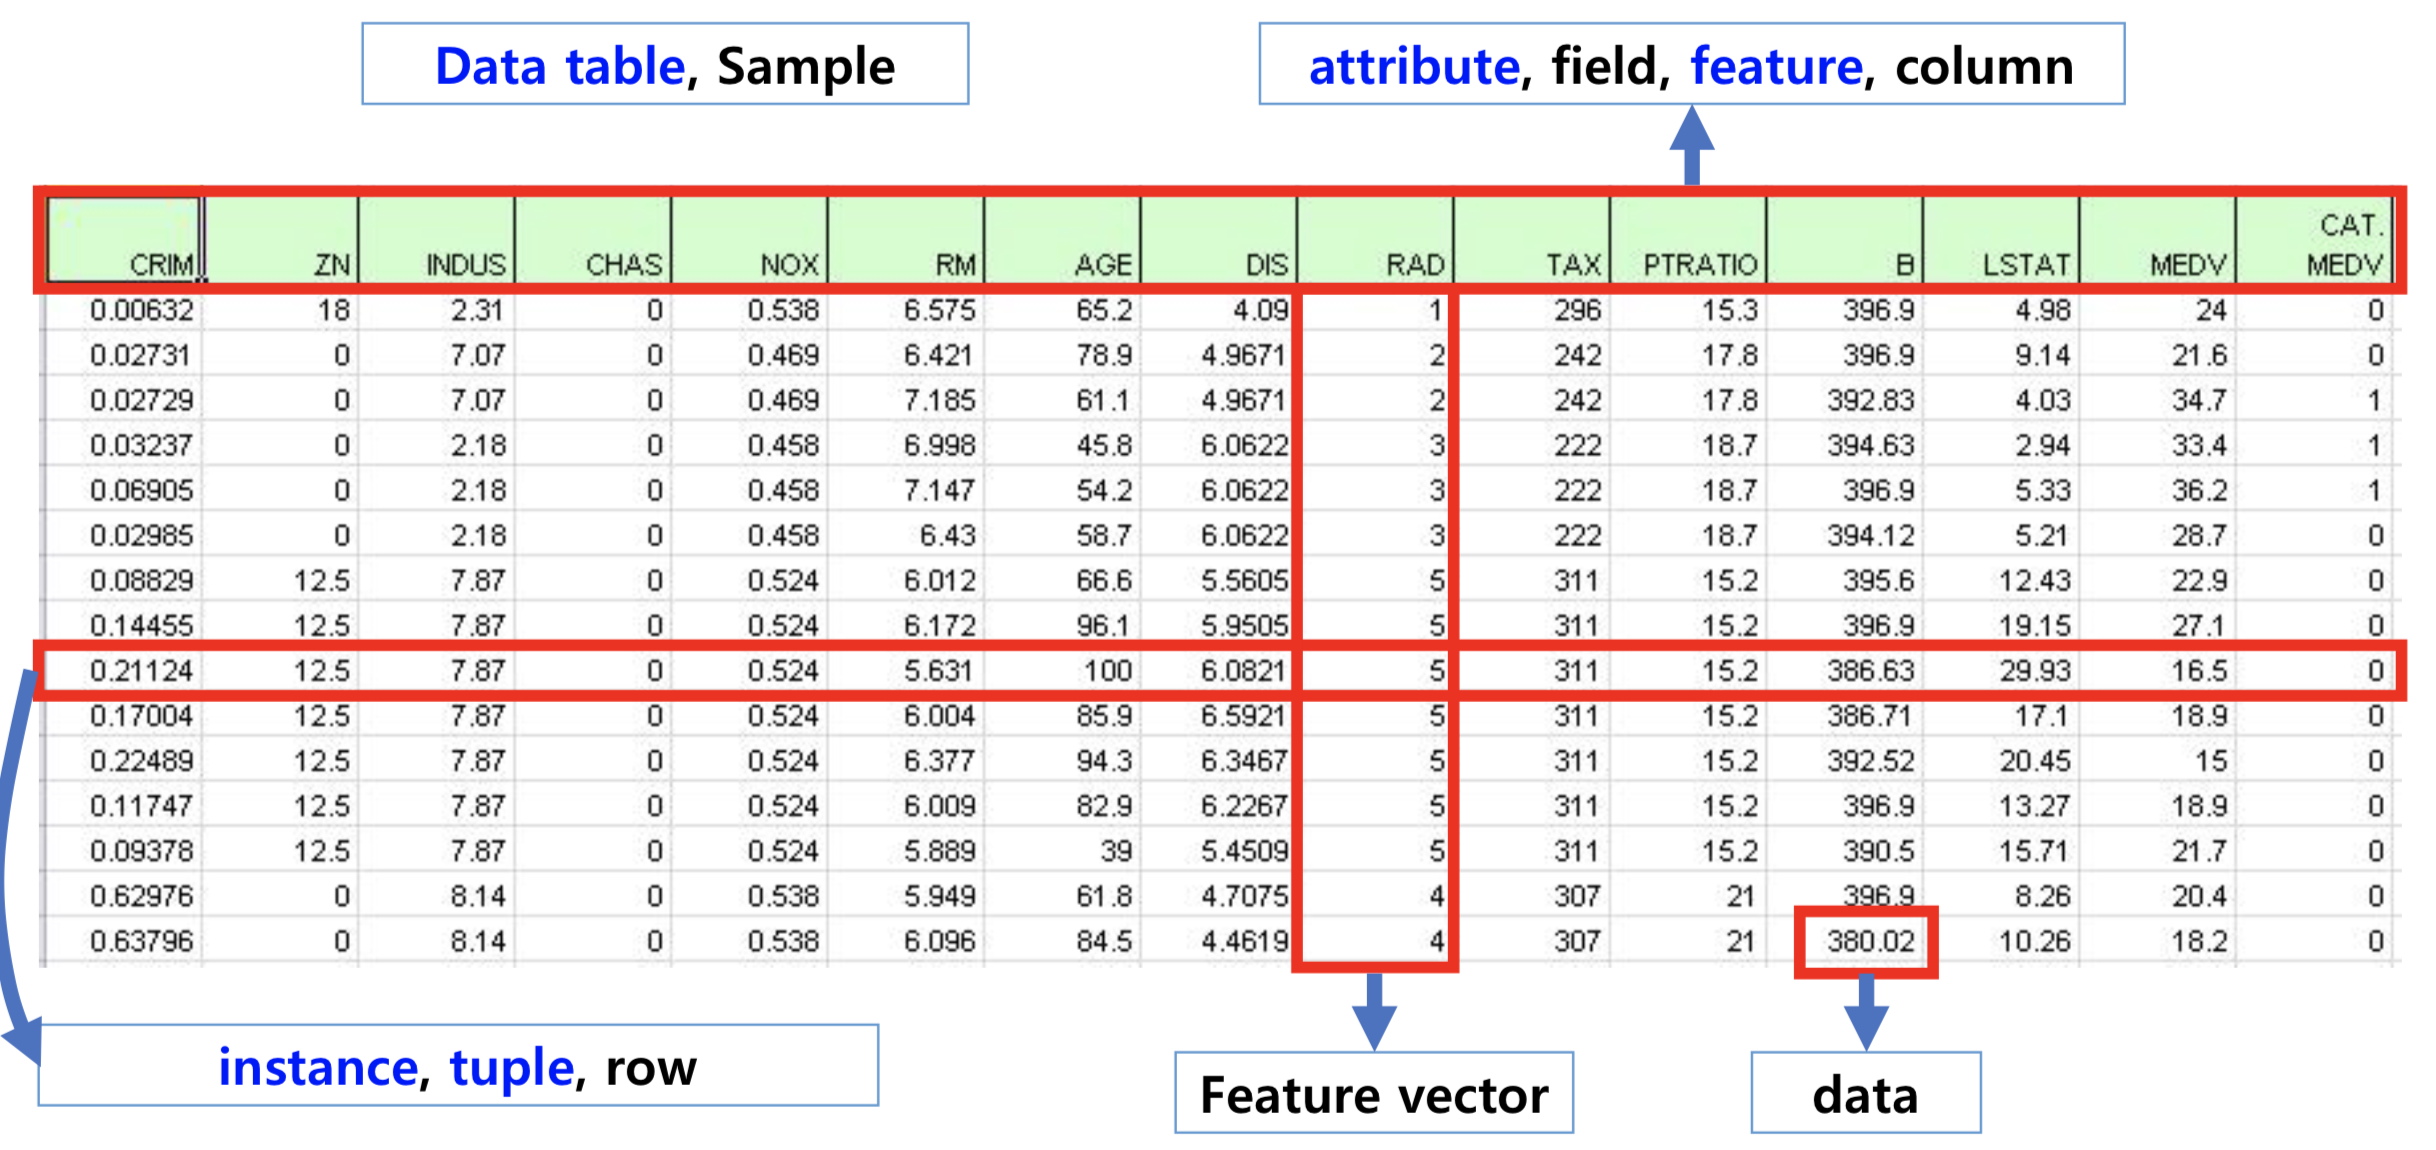 Data table, Sample
attribute, field, feature, column
CRIM ZN INDUS CHAS NOX RM AGE DIS RAD TAX PTRATIO B LSTAT MEDV CAT. MEDV
0.00632 18 2.31 0 0.538 6.575 65.2 4.09 1 296 15.3 396.9 4.98 24 0
0.02731 0 7.07 0 0.469 6.421 78.9 4.9671 2 242 17.8 396.9 9.14 21.6 0
0.02729 0 7.07 0 0.469 7.185 61.1 4.9671 2 242 17.8 392.83 4.03 34.7 1
0.03237 0 2.18 0 0.458 6.998 45.8 6.0622 3 222 18.7 394.63 2.94 33.4 1
0.06905 0 2.18 0 0.458 7.147 54.2 6.0622 3 222 18.7 396.9 5.33 36.2 1
0.02985 0 2.18 0 0.458 6.43 58.7 6.0622 3 222 18.7 394.12 5.21 28.7 0
0.08829 12.5 7.87 0 0.524 6.012 66.6 5.5605 5 311 15.2 395.6 12.43 22.9 0
0.14455 12.5 7.87 0 0.524 6.172 96.1 5.9505 5 311 15.2 396.9 19.15 27.1 0
0.21124 12.5 7.87 0 0.524 5.631 100 6.0821 5 311 15.2 386.63 29.93 16.5 0
0.17004 12.5 7.87 0 0.524 6.004 85.9 6.5921 5 311 15.2 386.71 17.1 18.9 0
0.22489 12.5 7.87 0 0.524 6.377 94.3 6.3467 5 311 15.2 392.52 20.45 15 0
0.11747 12.5 7.87 0 0.524 6.009 82.9 6.2267 5 311 15.2 396.9 13.27 18.9 0
0.09378 12.5 7.87 0 0.524 5.889 39 5.4509 5 311 15.2 390.5 15.71 21.7 0
0.62976 0 8.14 0 0.538 5.949 61.8 4.7075 4 307 21 396.9 8.26 20.4 0
0.63796 0 8.14 0 0.538 6.096 84.5 4.4619 4 307 21 380.02 10.26 18.2 0
instance, tuple, row
Feature vector
data